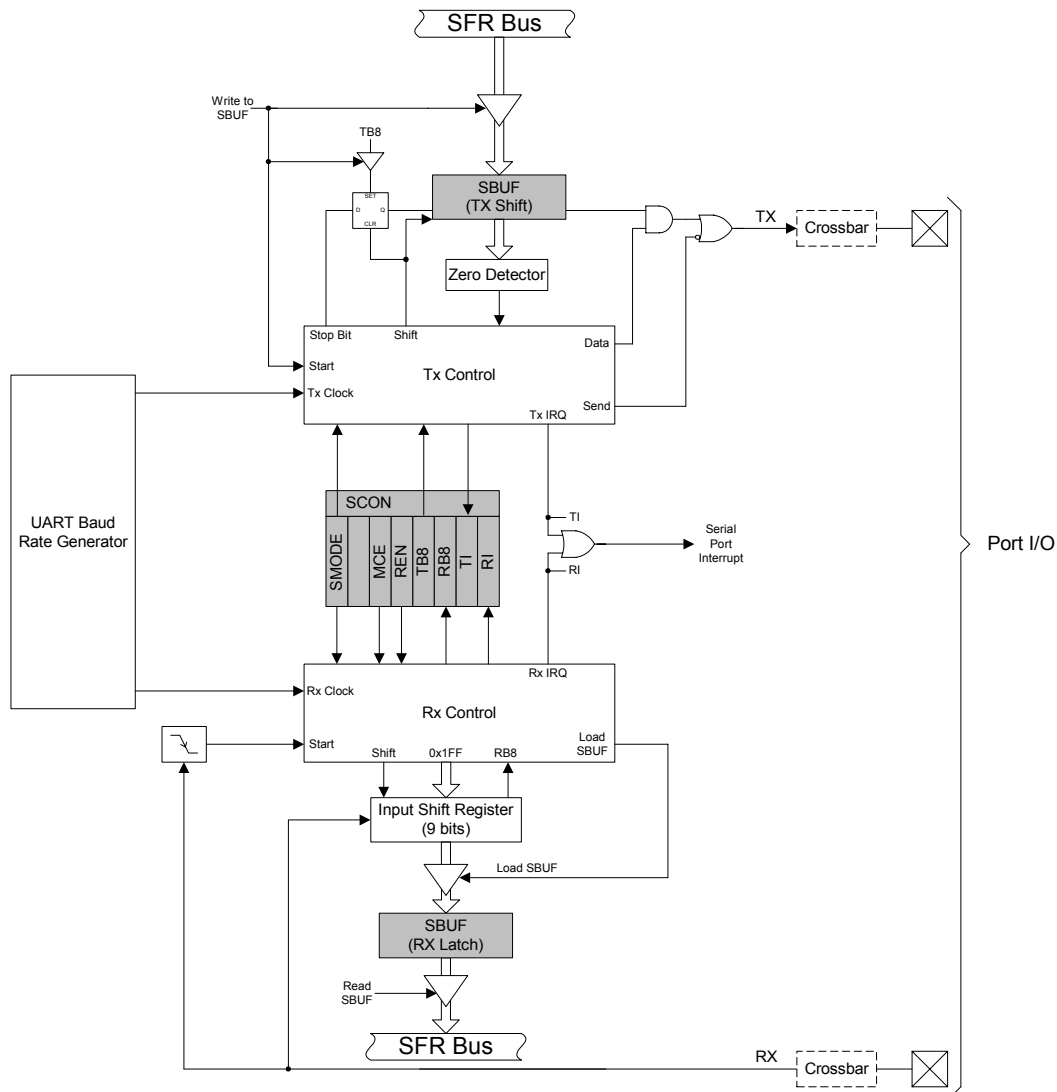 SFR Bus
Write to
SBUF
TB8
SET
D
Q
CLR
SBUF
(TX Shift)
Zero Detector
TX
Crossbar
Stop Bit
Shift
Data
Start
Tx Control
Tx Clock
Send
Tx IRQ
UART Baud
Rate Generator
SCON
SMODE
MCE
REN
TB8
RB8
TI
RI
TI
RI
Serial
Port
Interrupt
Port I/O
Rx IRQ
Rx Clock
Rx Control
Start
Load
SBUF
Shift
0x1FF
RB8
Input Shift Register
(9 bits)
Load SBUF
SBUF
(RX Latch)
Read
SBUF
SFR Bus
RX
Crossbar